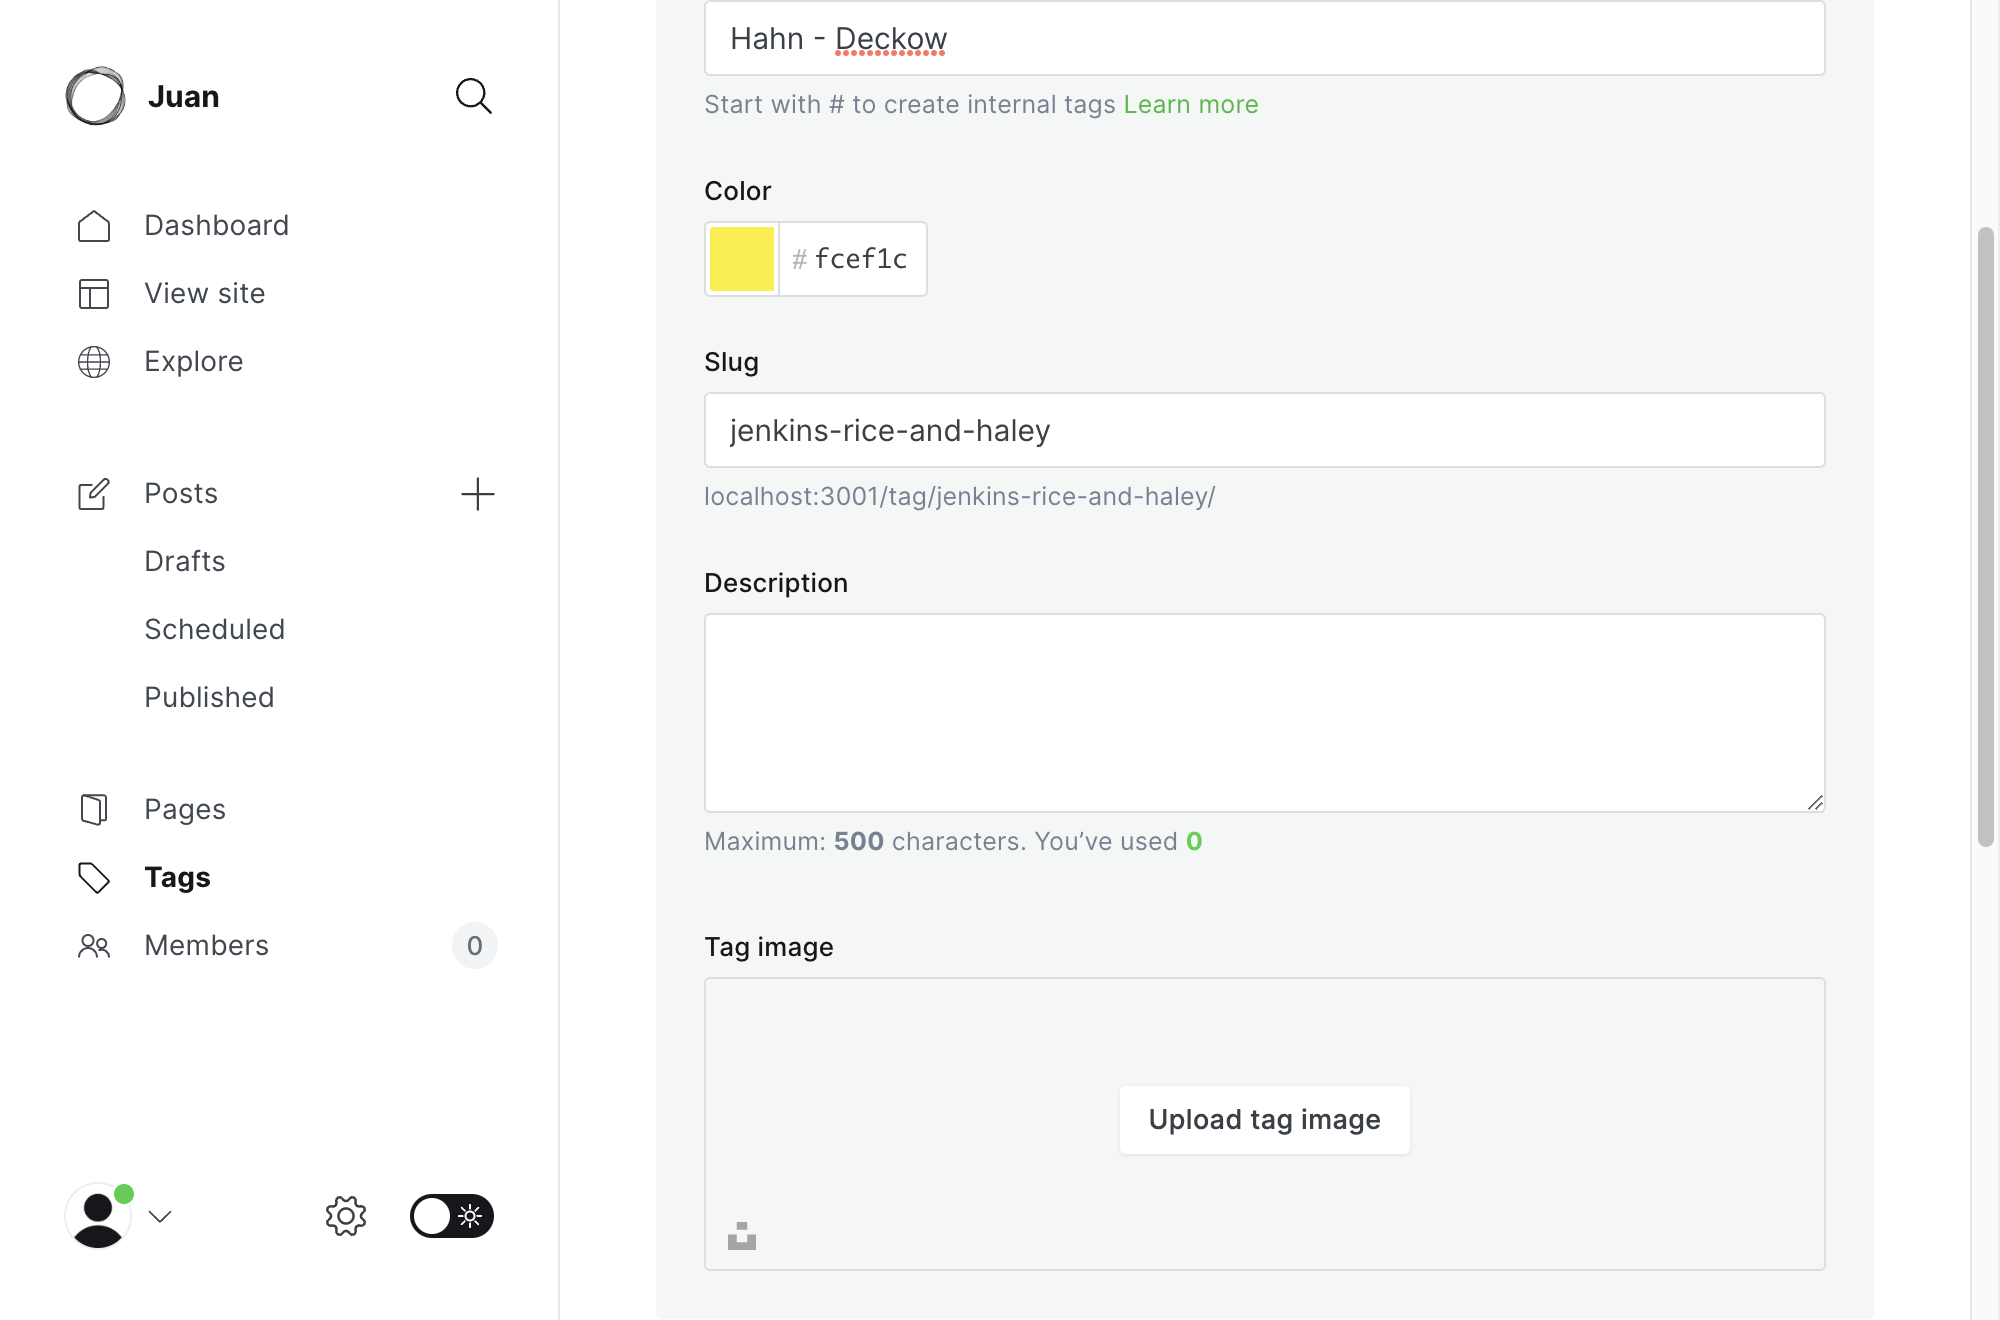 Juan
Dashboard
View site
Explore
Posts
Drafts
Scheduled
Published
Pages
Tags
Members 0
Hahn - Deckow
Start with # to create internal tags Learn more
Color
# fcef1c
Slug
jenkins-rice-and-haley
localhost:3001/tag/jenkins-rice-and-haley/
Description
Maximum: 500 characters. You’ve used 0
Tag image
Upload tag image